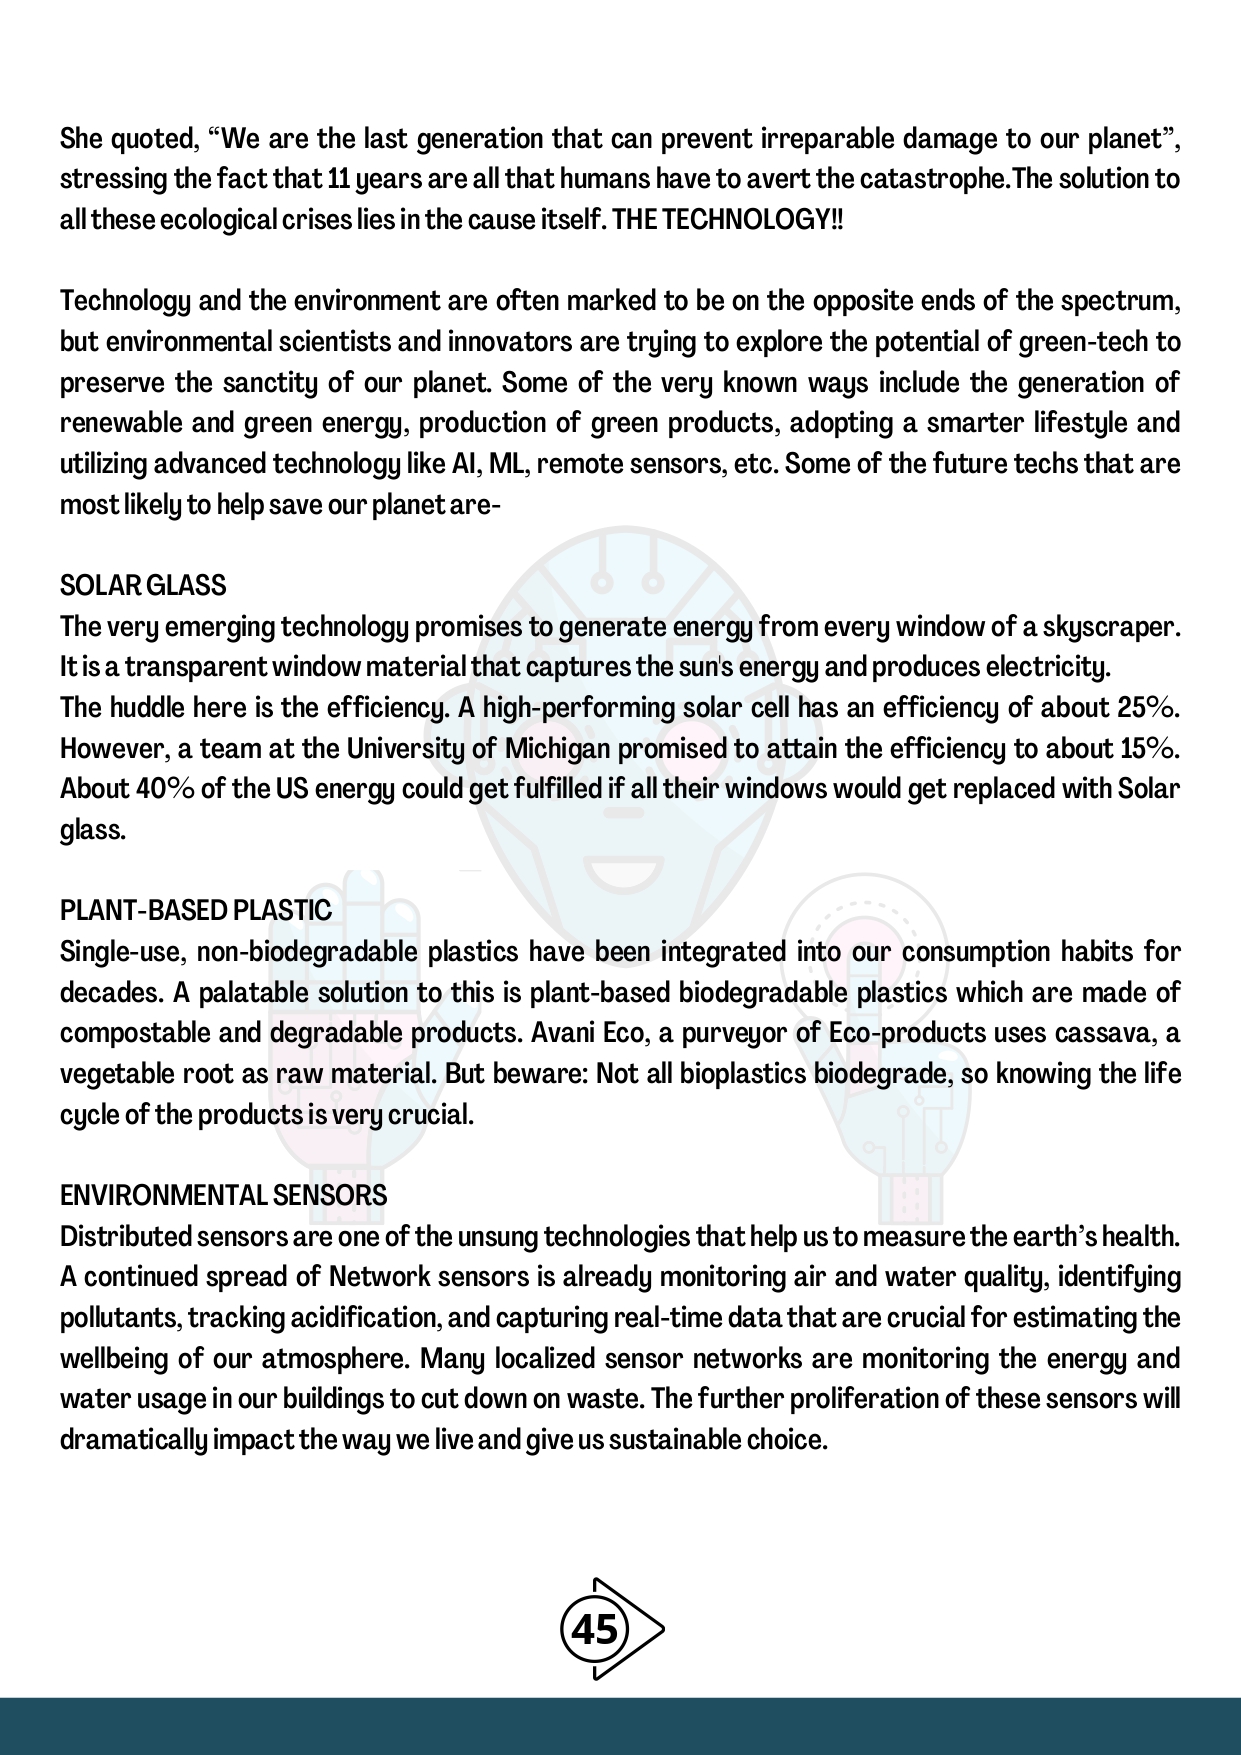 She quoted, “We are the last generation that can prevent irreparable damage to our planet”,
stressing the fact that 11 years are all that humans have to avert the catastrophe.The solution to
all these ecological crises lies in the cause itself. THE TECHNOLOGY!!
Technology and the environment are often marked to be on the opposite ends of the spectrum,
but environmental scientists and innovators are trying to explore the potential of green-tech to
preserve the sanctity of our planet. Some of the very known ways include the generation of
renewable and green energy, production of green products, adopting a smarter lifestyle and
utilizing advanced technology like AI, ML, remote sensors, etc. Some of the future techs that are
most likely to help save our planet are-
SOLAR GLASS
The very emerging technology promises to generate energy from every window of a skyscraper.
It is a transparent window material that captures the sun's energy and produces electricity.
The huddle here is the efficiency. A high-performing solar cell has an efficiency of about 25%.
However, a team at the University of Michigan promised to attain the efficiency to about 15%.
About 40% of the US energy could get fulfilled if all their windows would get replaced with Solar
glass.
PLANT-BASED PLASTIC
Single-use, non-biodegradable plastics have been integrated into our consumption habits for
decades. A palatable solution to this is plant-based biodegradable plastics which are made of
compostable and degradable products. Avani Eco, a purveyor of Eco-products uses cassava, a
vegetable root as raw material. But beware: Not all bioplastics biodegrade, so knowing the life
cycle of the products is very crucial.
ENVIRONMENTAL SENSORS
Distributed sensors are one of the unsung technologies that help us to measure the earth’s health.
A continued spread of Network sensors is already monitoring air and water quality, identifying
pollutants, tracking acidification, and capturing real-time data that are crucial for estimating the
wellbeing of our atmosphere. Many localized sensor networks are monitoring the energy and
water usage in our buildings to cut down on waste. The further proliferation of these sensors will
dramatically impact the way we live and give us sustainable choice.
45